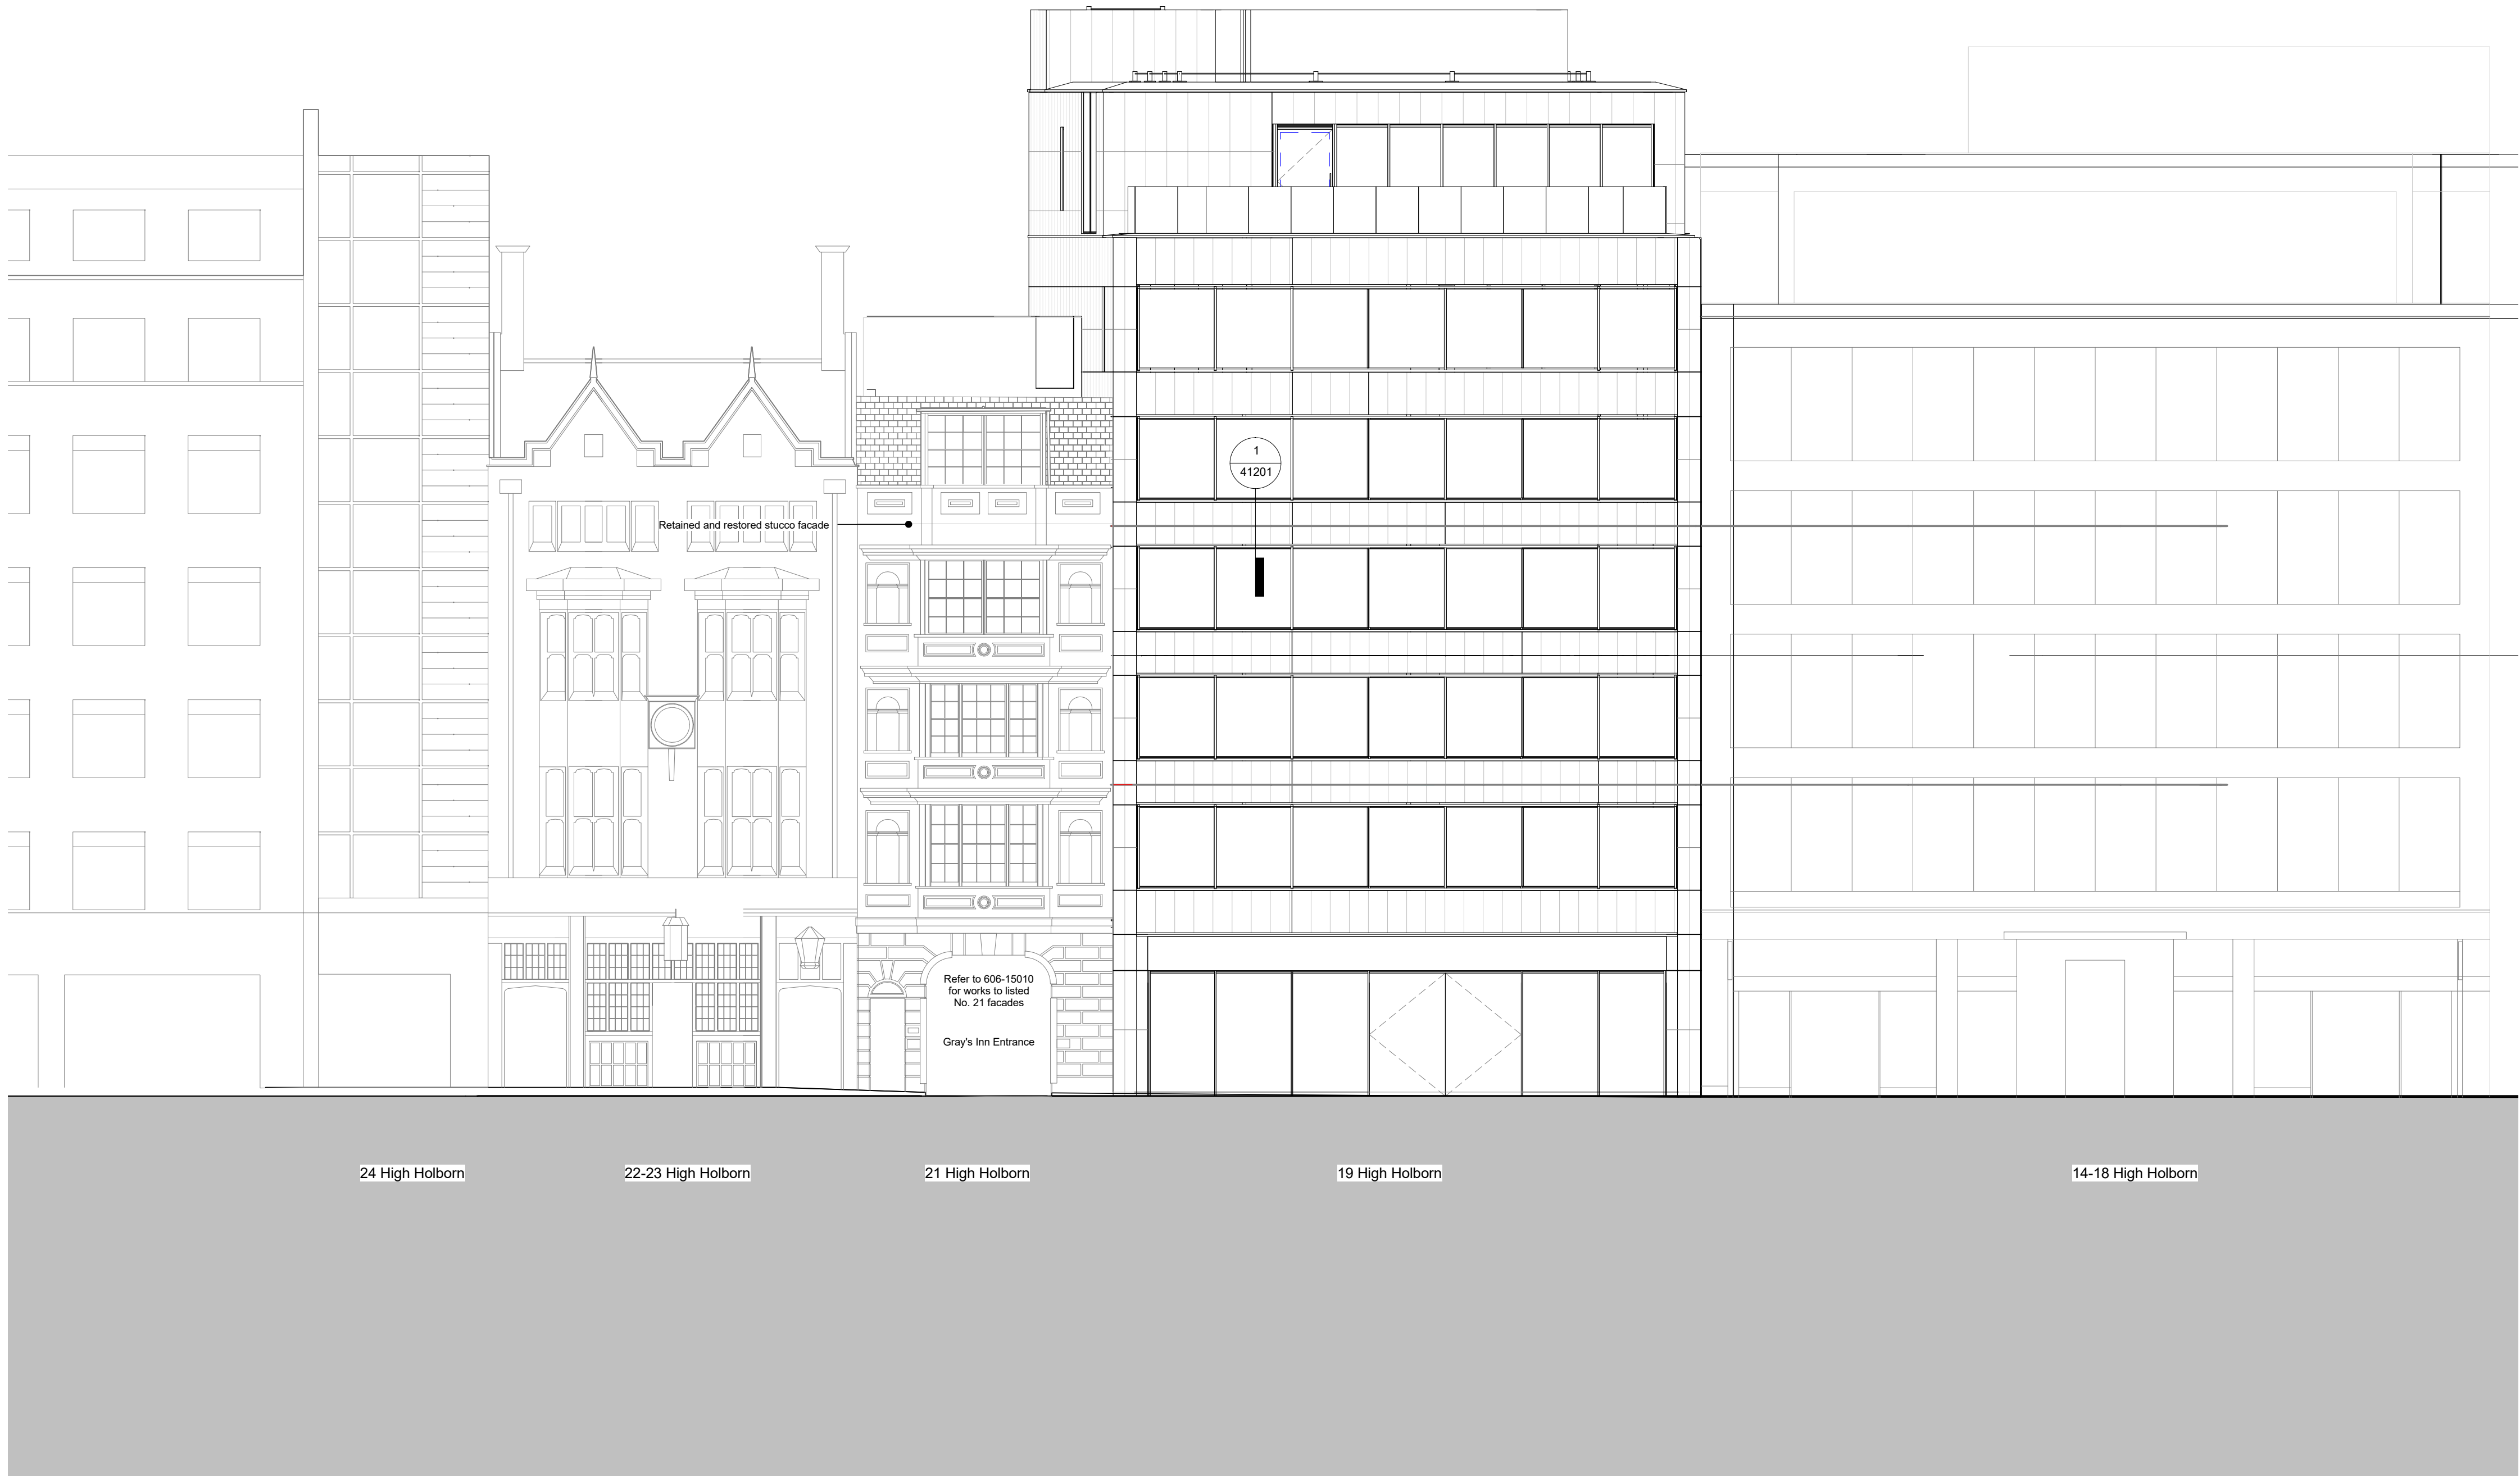 1
41201
Retained and restored stucco facade
Refer to 606-15010
for works to listed
No. 21 facades
Gray's Inn Entrance
24 High Holborn
22-23 High Holborn
21 High Holborn
19 High Holborn
14-18 High Holborn